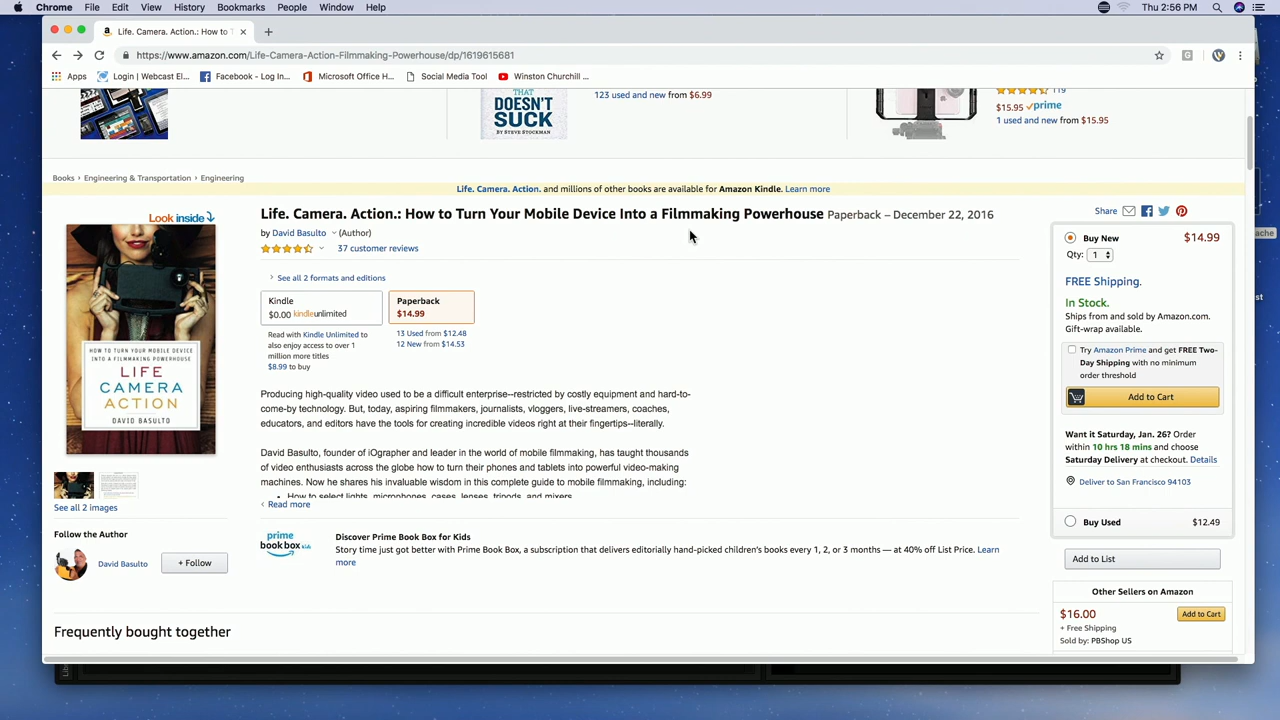 Chrome File Edit View History Bookmarks People Window Help Thu 2:56 PM
Life. Camera. Action.: How to T
https://www.amazon.com/Life-Camera-Action-Filmmaking-Powerhouse/dp/1619615681
Apps Login | Webcast El... Facebook - Log In... Microsoft Office H... Social Media Tool Winston Churchill ...
THAT
DOESN'T
SUCK
BY STEVE STOCKMAN
123 used and new from $6.99
119
$15.95 prime
1 used and new from $15.95
Books › Engineering & Transportation › Engineering
Life. Camera. Action. and millions of other books are available for Amazon Kindle. Learn more
Look inside
HOW TO TURN YOUR MOBILE DEVICE
INTO A FILMMAKING POWERHOUSE
LIFE
CAMERA
ACTION
DAVID BASULTO
See all 2 images
Follow the Author
David Basulto + Follow
Life. Camera. Action.: How to Turn Your Mobile Device Into a Filmmaking Powerhouse Paperback – December 22, 2016
by David Basulto (Author)
37 customer reviews
See all 2 formats and editions
Kindle
$0.00 kindleunlimited
Read with Kindle Unlimited to
also enjoy access to over 1
million more titles
$8.99 to buy
Paperback
$14.99
13 Used from $12.48
12 New from $14.53
Producing high-quality video used to be a difficult enterprise--restricted by costly equipment and hard-to-
come-by technology. But, today, aspiring filmmakers, journalists, vloggers, live-streamers, coaches,
educators, and editors have the tools for creating incredible videos right at their fingertips--literally.
David Basulto, founder of iOgrapher and leader in the world of mobile filmmaking, has taught thousands
of video enthusiasts across the globe how to turn their phones and tablets into powerful video-making
machines. Now he shares his invaluable wisdom in this complete guide to mobile filmmaking, including:
• How to select lights, microphones, cases, lenses, tripods, and mixers
Read more
prime
book box kids
Discover Prime Book Box for Kids
Story time just got better with Prime Book Box, a subscription that delivers editorially hand-picked children's books every 1, 2, or 3 months — at 40% off List Price. Learn
more
Frequently bought together
Share
Buy New $14.99
Qty: 1
FREE Shipping.
In Stock.
Ships from and sold by Amazon.com.
Gift-wrap available.
Try Amazon Prime and get FREE Two-
Day Shipping with no minimum
order threshold
Add to Cart
Want it Saturday, Jan. 26? Order
within 10 hrs 18 mins and choose
Saturday Delivery at checkout. Details
Deliver to San Francisco 94103
Buy Used $12.49
Add to List
Other Sellers on Amazon
$16.00 Add to Cart
+ Free Shipping
Sold by: PBShop US